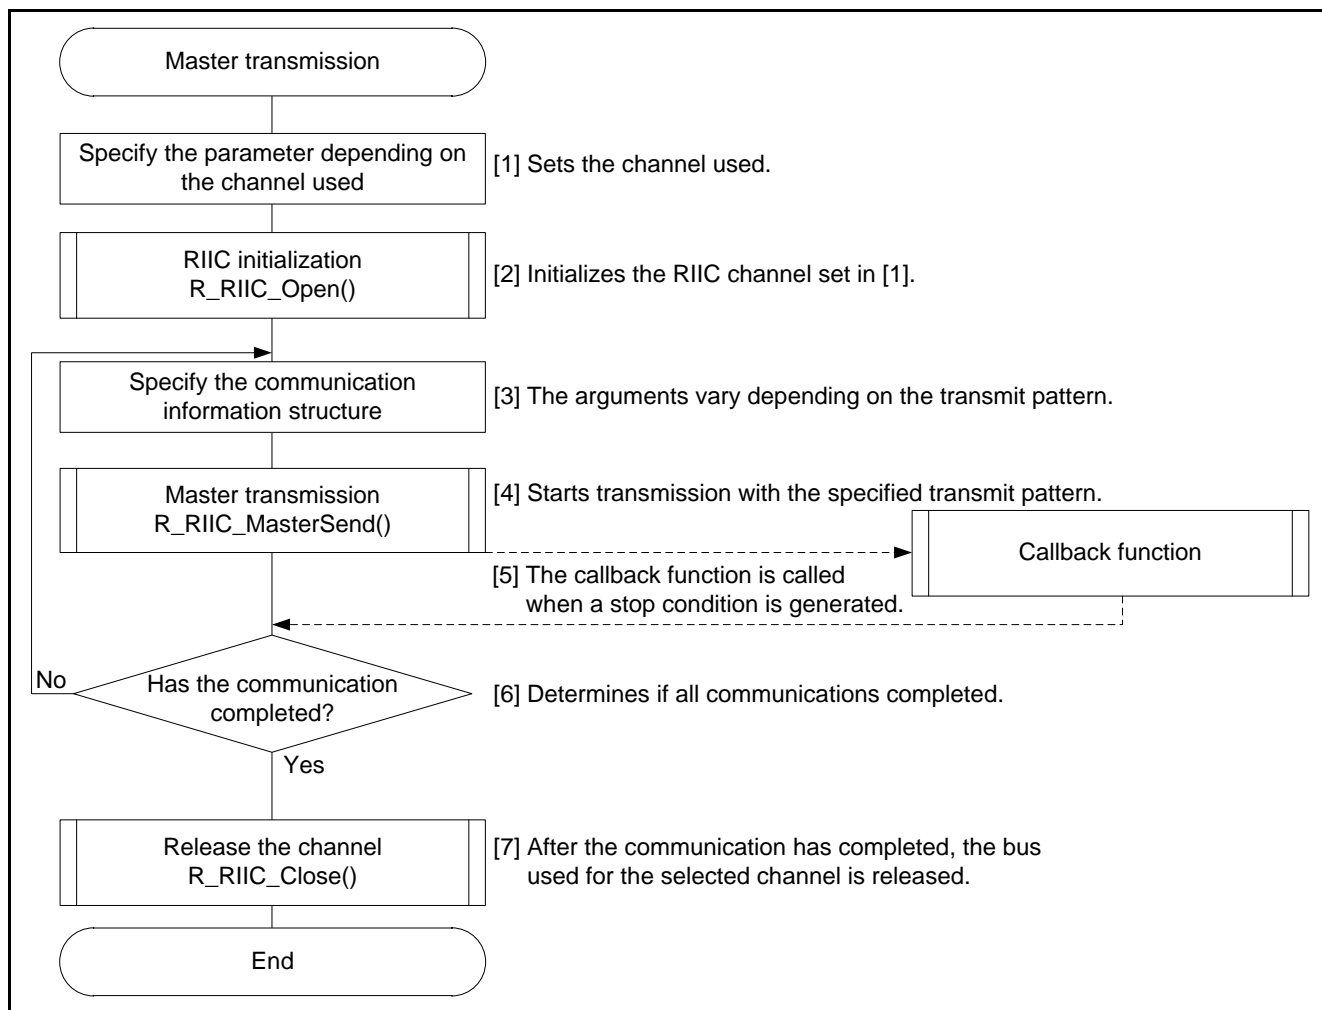 Master transmission
Specify the parameter depending on
the channel used
[1] Sets the channel used.
RIIC initialization
R_RIIC_Open()
[2] Initializes the RIIC channel set in [1].
Specify the communication
information structure
[3] The arguments vary depending on the transmit pattern.
Master transmission
R_RIIC_MasterSend()
[4] Starts transmission with the specified transmit pattern.
Callback function
[5] The callback function is called
when a stop condition is generated.
No
Has the communication
completed?
[6] Determines if all communications completed.
Yes
Release the channel
R_RIIC_Close()
[7] After the communication has completed, the bus
used for the selected channel is released.
End